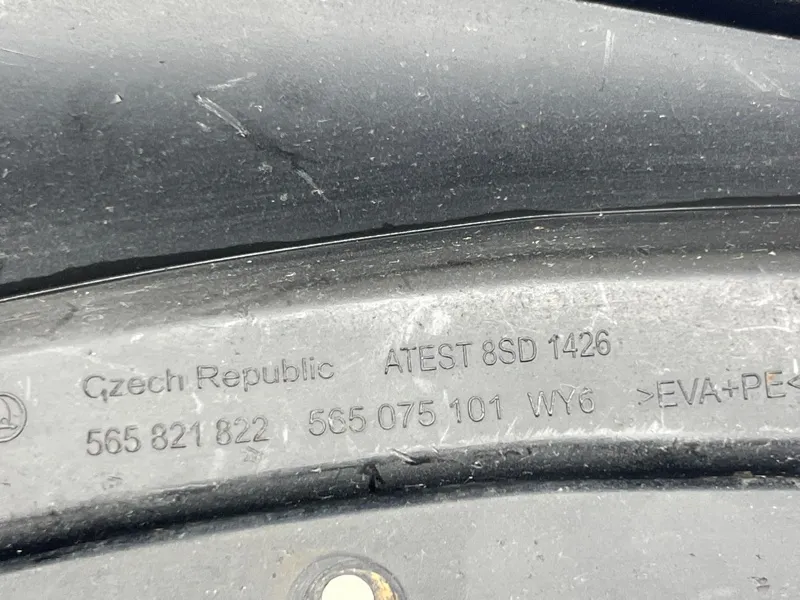 Czech Republic ATEST 8SD 1426
565 821 822 565 075 101 WY6 >EVA+PE<